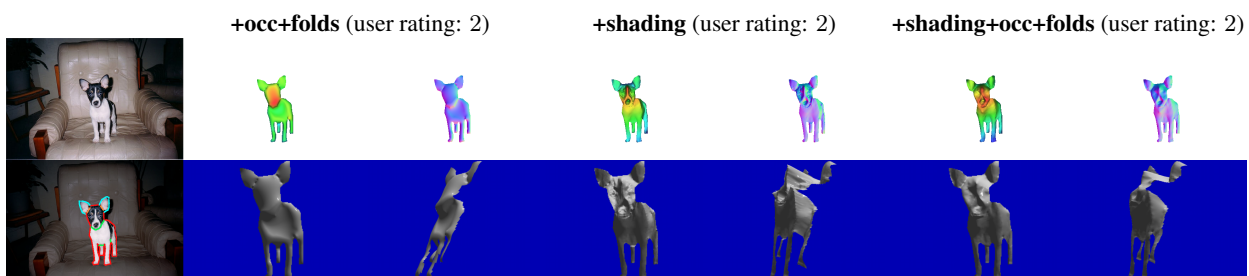 +occ+folds (user rating: 2) +shading (user rating: 2) +shading+occ+folds (user rating: 2)